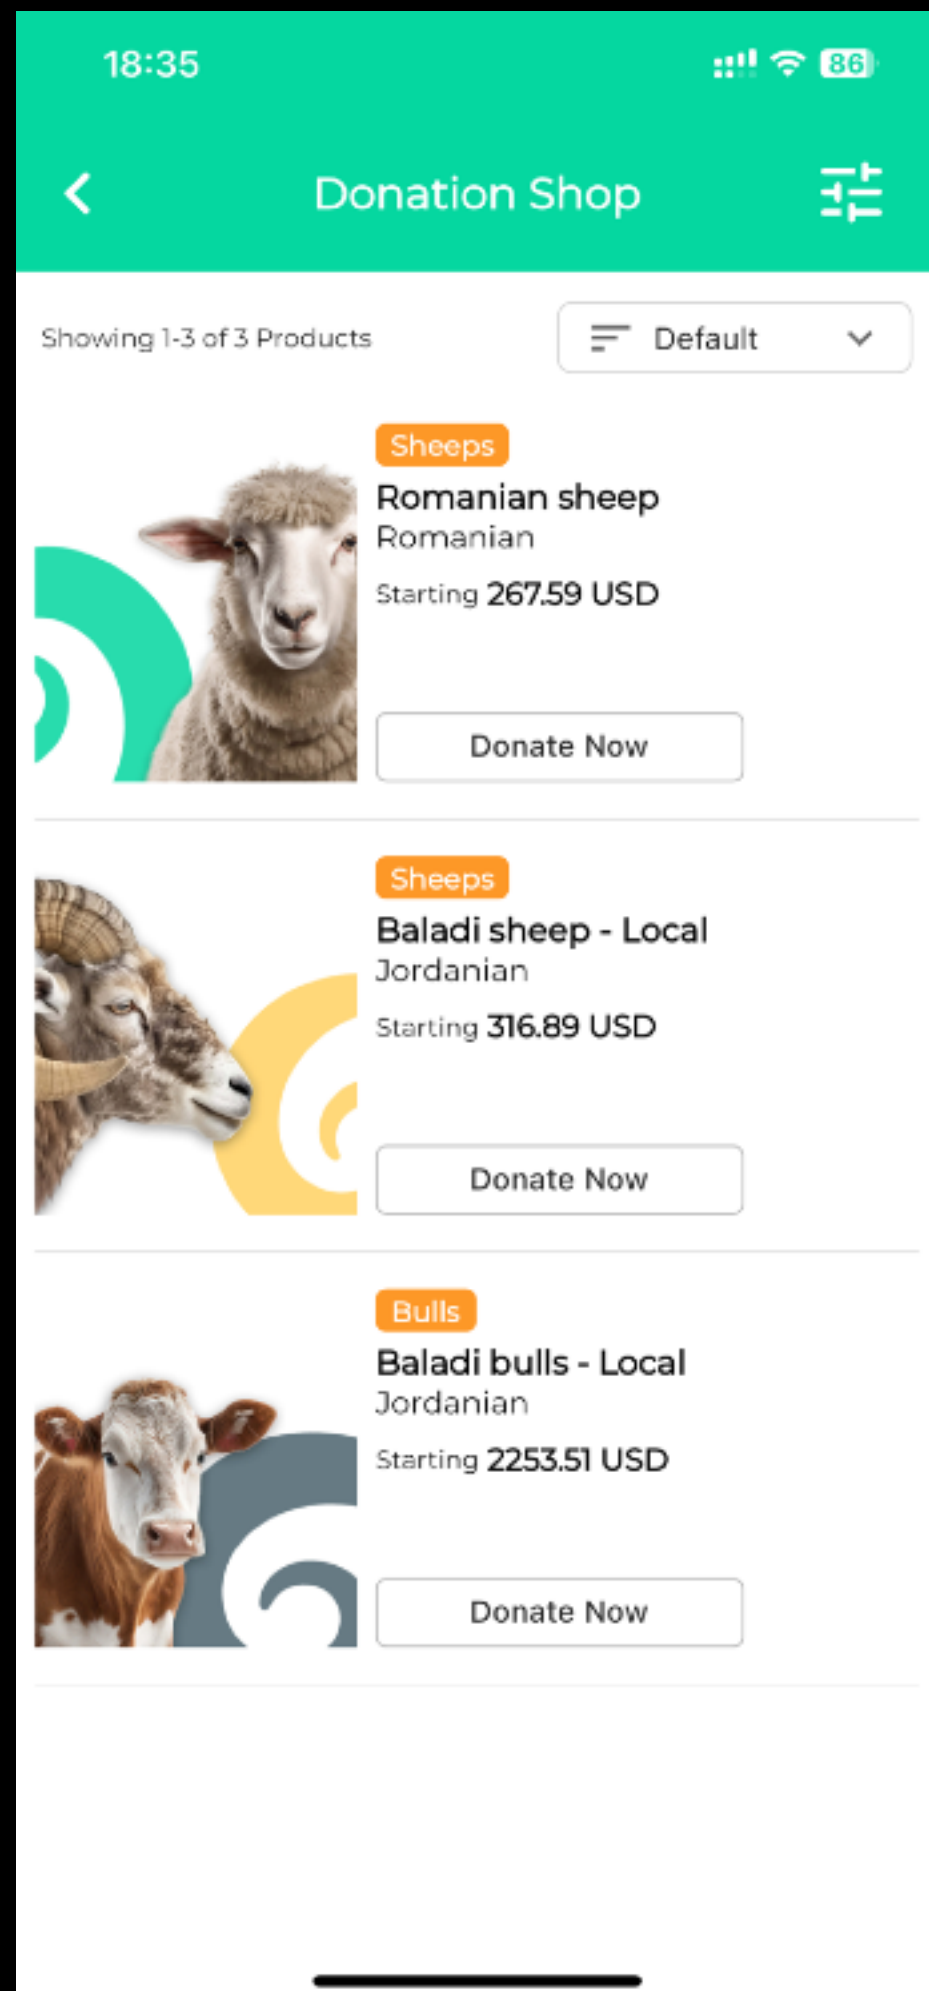 18:35
86
Donation Shop
Showing 1-3 of 3 Products
Default
Sheeps
Romanian sheep
Romanian
Starting 267.59 USD
Donate Now
Sheeps
Baladi sheep - Local
Jordanian
Starting 316.89 USD
Donate Now
Bulls
Baladi bulls - Local
Jordanian
Starting 2253.51 USD
Donate Now